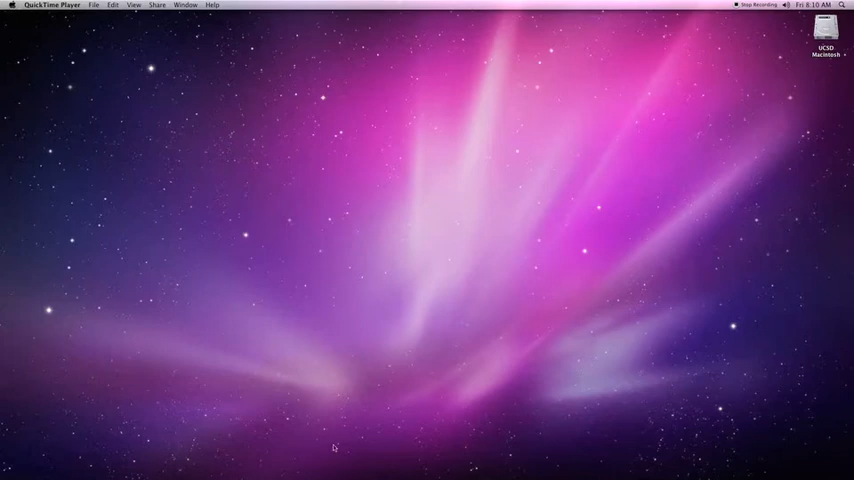 QuickTime Player File Edit View Share Window Help Stop Recording Fri 8:10 AM
UCSD
Macintosh